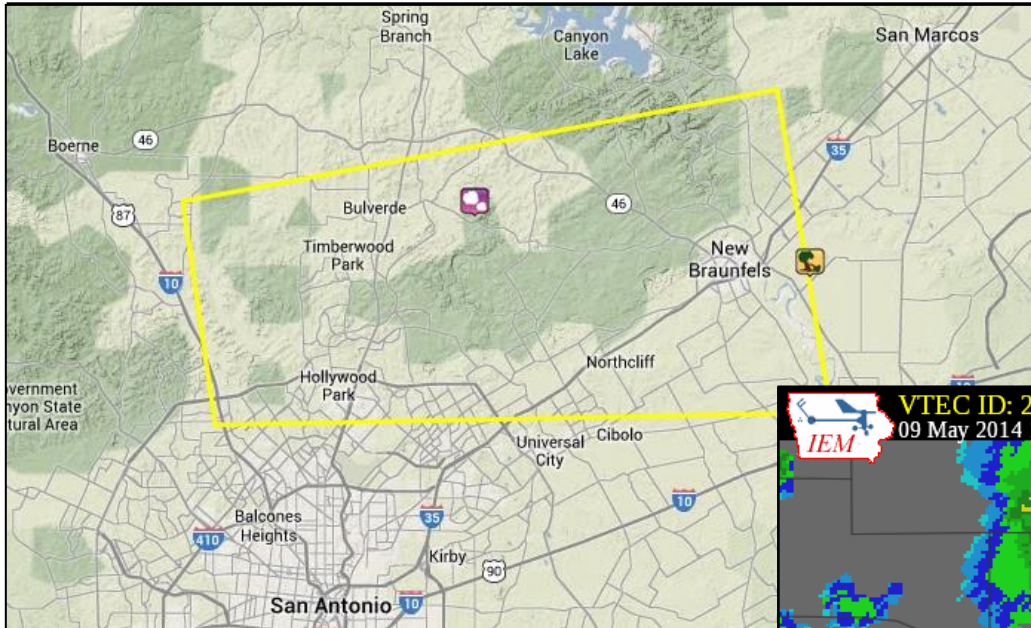 Spring
Branch
Canyon
Lake
San Marcos
46
Boerne
35
87
Bulverde
46
Timberwood
Park
New
Braunfels
10
Northcliff
Hollywood
Park
10
overnment
nyon State
tural Area
Universal
City
Cibolo
IEM
VTEC ID: 2
09 May 2014
10
35
Balcones
Heights
410
Kirby
90
San Antonio
10